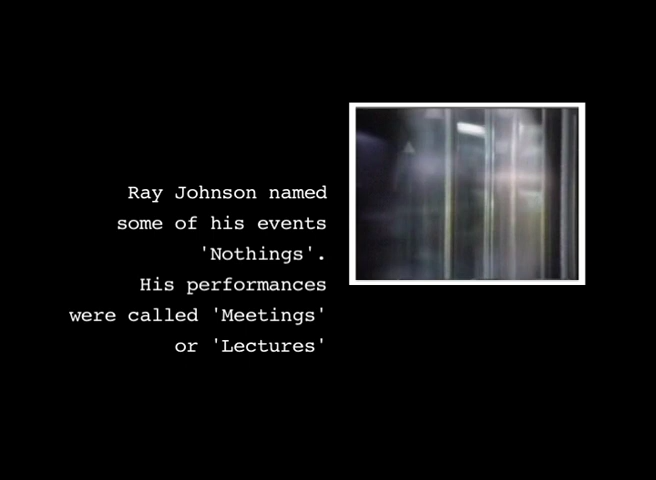 Ray Johnson named
some of his events
'Nothings'.
His performances
were called 'Meetings'
or 'Lectures'